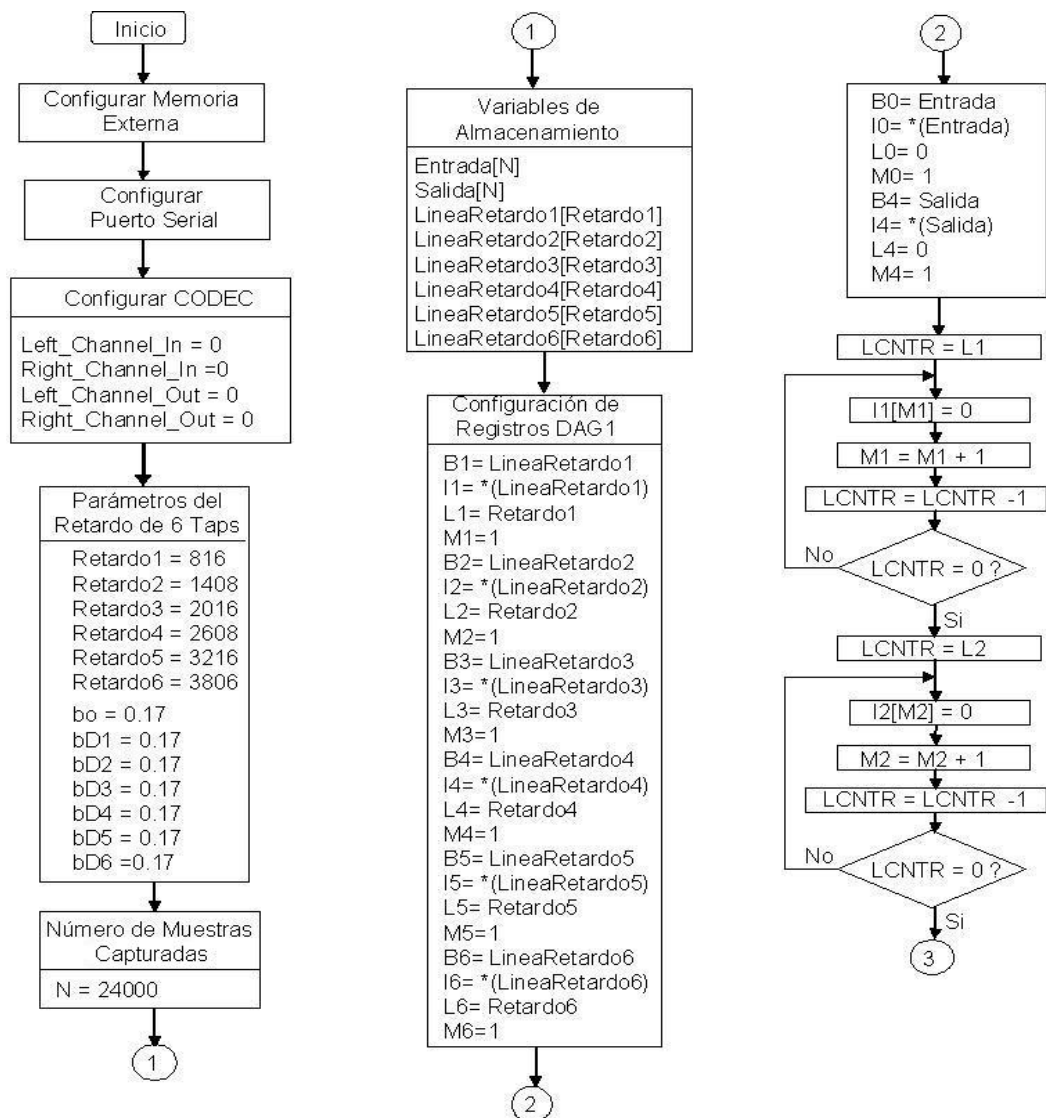 Inicio
Configurar Memoria
Externa
Configurar
Puerto Serial
Configurar CODEC
Left_Channel_In = 0
Right_Channel_In =0
Left_Channel_Out = 0
Right_Channel_Out = 0
Parámetros del
Retardo de 6 Taps
Retardo1 = 816
Retardo2 = 1408
Retardo3 = 2016
Retardo4 = 2608
Retardo5 = 3216
Retardo6 = 3806
bo = 0.17
bD1 = 0.17
bD2 = 0.17
bD3 = 0.17
bD4 = 0.17
bD5 = 0.17
bD6 =0.17
Número de Muestras
Capturadas
N = 24000
1
1
Variables de
Almacenamiento
Entrada[N]
Salida[N]
LineaRetardo1[Retardo1]
LineaRetardo2[Retardo2]
LineaRetardo3[Retardo3]
LineaRetardo4[Retardo4]
LineaRetardo5[Retardo5]
LineaRetardo6[Retardo6]
Configuración de
Registros DAG1
B1= LineaRetardo1
I1= *(LineaRetardo1)
L1= Retardo1
M1=1
B2= LineaRetardo2
I2= *(LineaRetardo2)
L2= Retardo2
M2=1
B3= LineaRetardo3
I3= *(LineaRetardo3)
L3= Retardo3
M3=1
B4= LineaRetardo4
I4= *(LineaRetardo4)
L4= Retardo4
M4=1
B5= LineaRetardo5
I5= *(LineaRetardo5)
L5= Retardo5
M5=1
B6= LineaRetardo6
I6= *(LineaRetardo6)
L6= Retardo6
M6=1
2
2
B0= Entrada
I0= *(Entrada)
L0= 0
M0= 1
B4= Salida
I4= *(Salida)
L4= 0
M4= 1
LCNTR = L1
I1[M1] = 0
M1 = M1 + 1
LCNTR = LCNTR -1
No
LCNTR = 0 ?
Si
LCNTR = L2
I2[M2] = 0
M2 = M2 + 1
LCNTR = LCNTR -1
No
LCNTR = 0 ?
Si
3